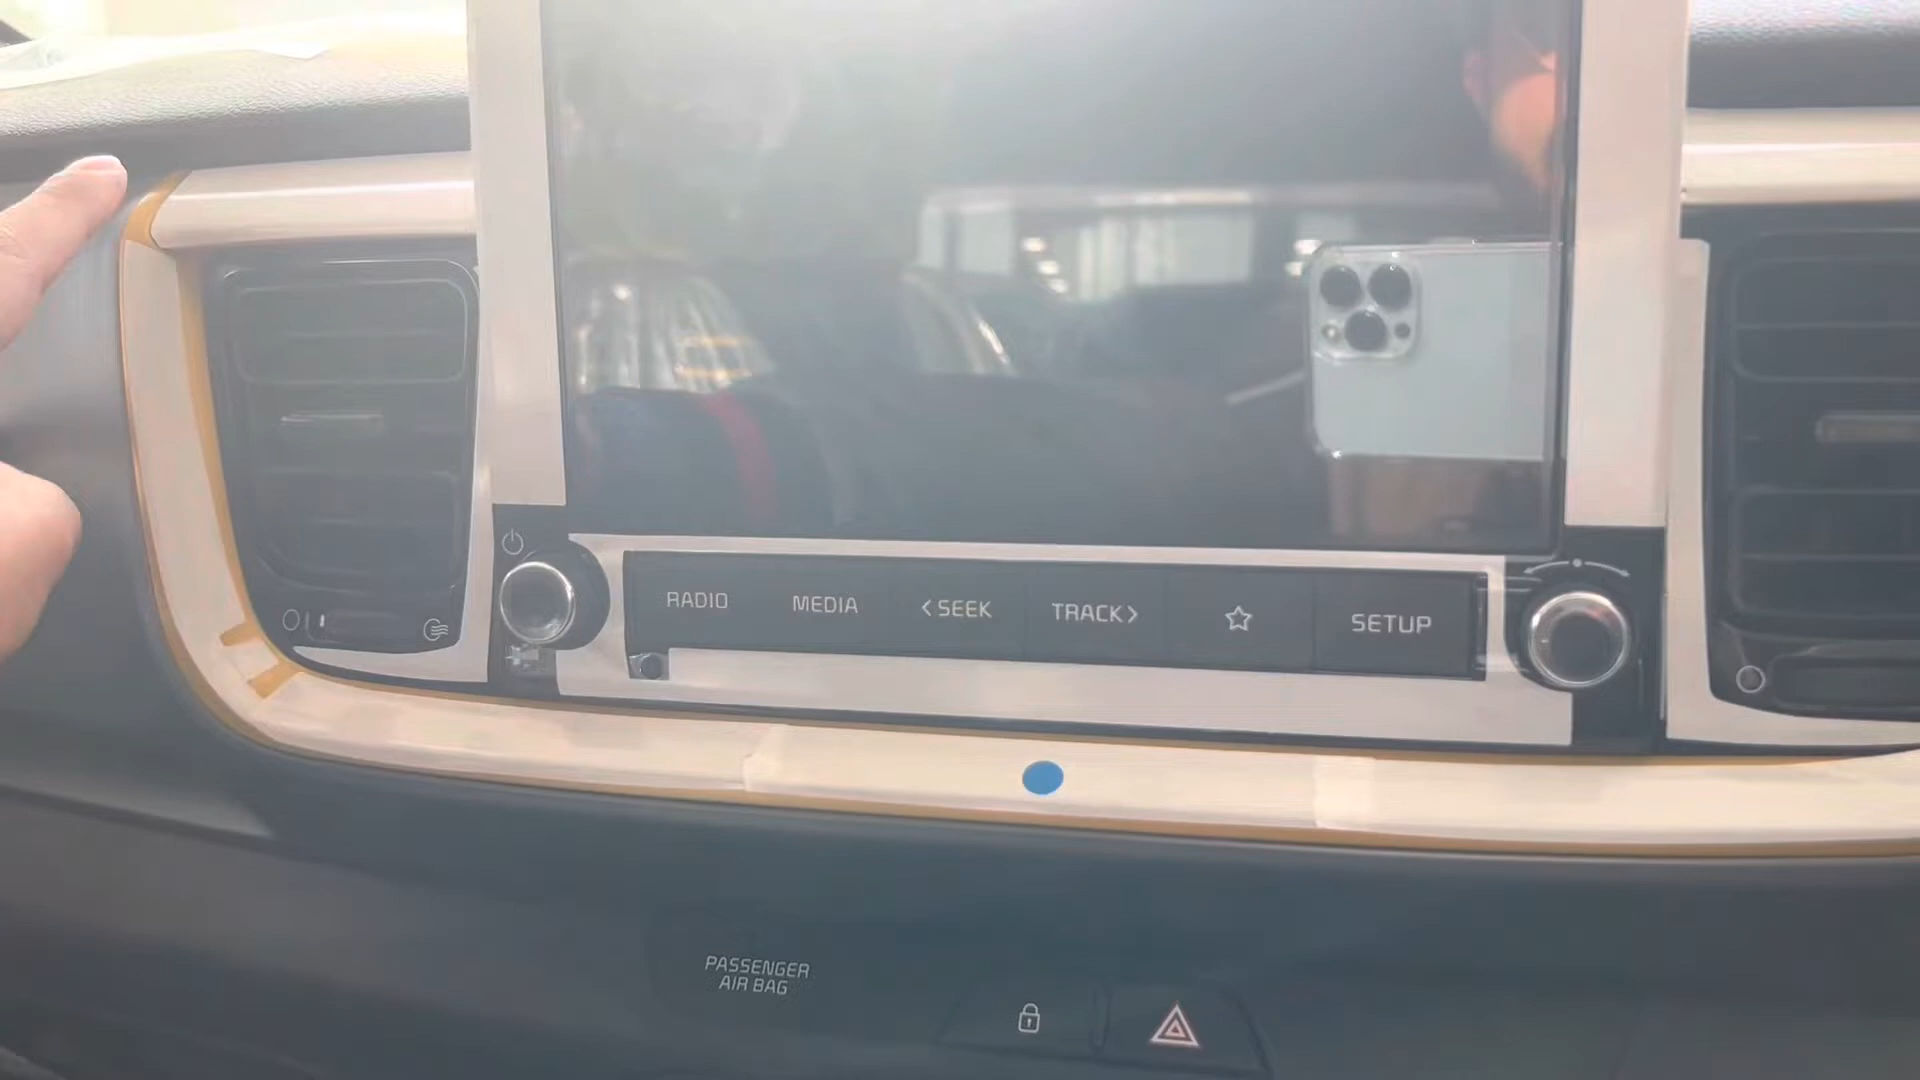 RADIO
MEDIA
<SEEK
TRACK>
SETUP
PASSENGER
AIR BAG